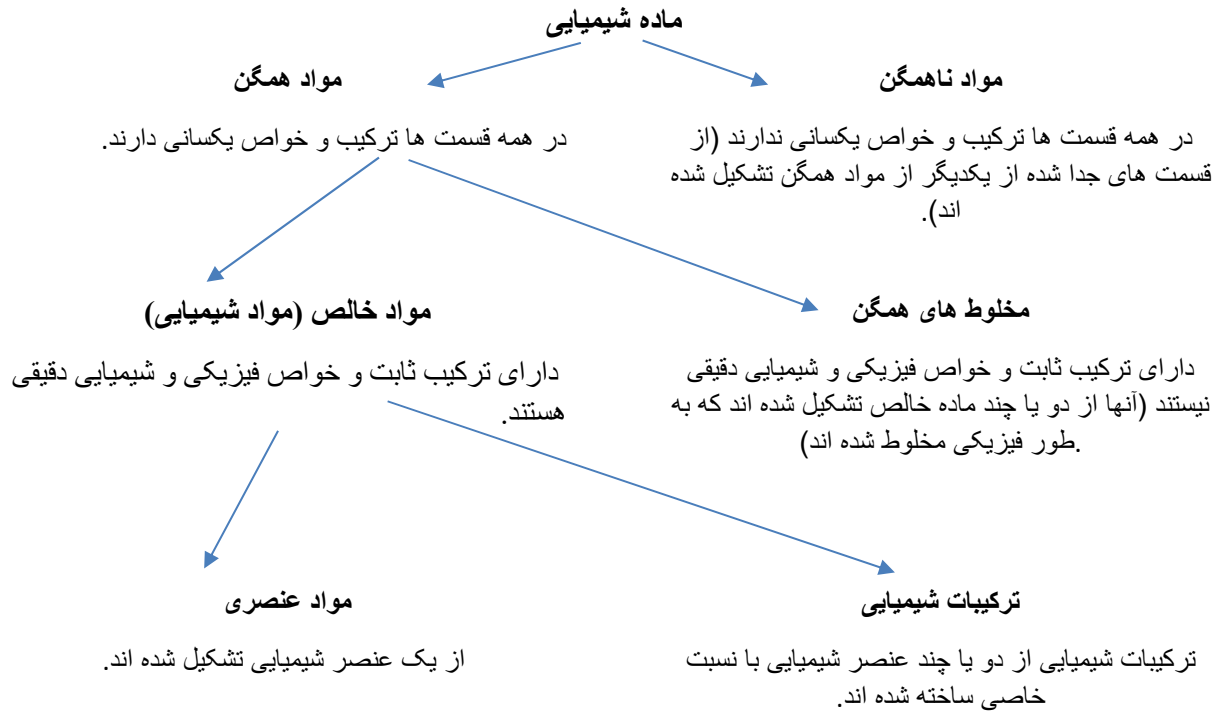 ماده شیمیایی
مواد ناهمگن
در همه قسمت ها ترکیب و خواص یکسانی ندارند (از
قسمت های جدا شده از یکدیگر از مواد همگن تشکیل شده
اند).
مواد همگن
در همه قسمت ها ترکیب و خواص یکسانی دارند.
مخلوط های همگن
دارای ترکیب ثابت و خواص فیزیکی و شیمیایی دقیقی
نیستند (آنها از دو یا چند ماده خالص تشکیل شده اند که به
.طور فیزیکی مخلوط شده اند)
مواد خالص (مواد شیمیایی)
دارای ترکیب ثابت و خواص فیزیکی و شیمیایی دقیقی
هستند.
ترکیبات شیمیایی
ترکیبات شیمیایی از دو یا چند عنصر شیمیایی با نسبت
خاصی ساخته شده اند.
مواد عنصری
از یک عنصر شیمیایی تشکیل شده اند.